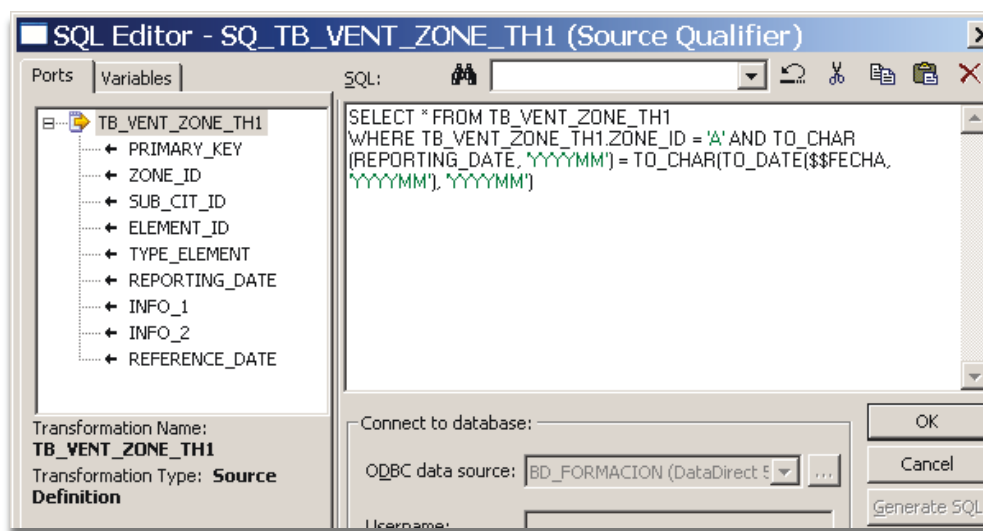 SQL Editor - SQ_TB_VENT_ZONE_TH1 (Source Qualifier)
Ports
Variables
SQL:
TB_VENT_ZONE_TH1
PRIMARY_KEY
ZONE_ID
SUB_CIT_ID
ELEMENT_ID
TYPE_ELEMENT
REPORTING_DATE
INFO_1
INFO_2
REFERENCE_DATE
SELECT * FROM TB_VENT_ZONE_TH1
WHERE TB_VENT_ZONE_TH1.ZONE_ID = 'A' AND TO_CHAR
(REPORTING_DATE, 'YYYYMM') = TO_CHAR(TO_DATE($$FECHA,
'YYYYMM'), 'YYYYMM')
Transformation Name:
TB_VENT_ZONE_TH1
Transformation Type: Source
Definition
Connect to database:
ODBC data source: BD_FORMACION (DataDirect 5 ...
Username:
OK
Cancel
Generate SQL